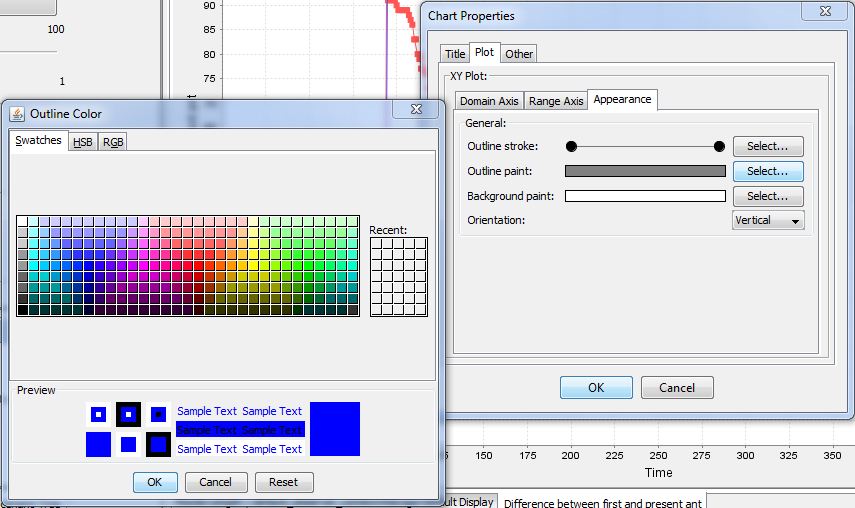 100
1
90
85
80
75
Chart Properties
Title Plot Other
XY Plot:
Domain Axis Range Axis Appearance
General:
Outline stroke: Select...
Outline paint: Select...
Background paint: Select...
Orientation: Vertical
OK Cancel
Outline Color
Swatches HSB RGB
Recent:
Preview
Sample Text Sample Text
Sample Text Sample Text
Sample Text Sample Text
OK Cancel Reset
125 150 175 200 225 250 275 300 325 350
Time
ult Display Difference between first and present ant